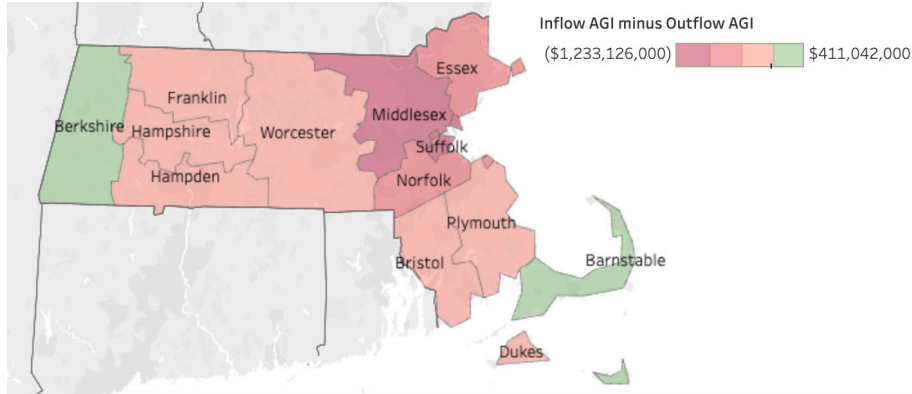 Inflow AGI minus Outflow AGI
($1,233,126,000) $411,042,000
Essex
Franklin
Middlesex
Berkshire Hampshire Worcester
Suffolk
Hampden
Norfolk
Plymouth
Bristol Barnstable
Dukes